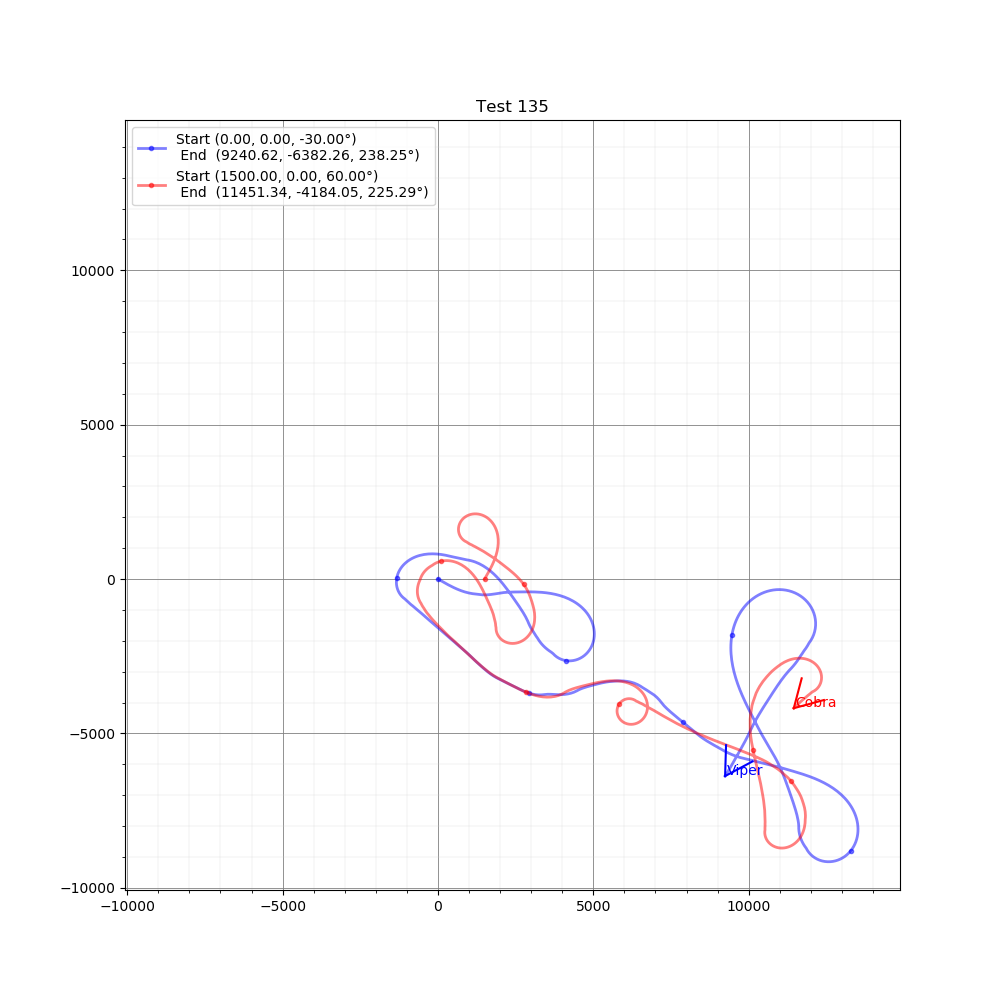 Test 135
Start (0.00, 0.00, -30.00°)
End  (9240.62, -6382.26, 238.25°)
Start (1500.00, 0.00, 60.00°)
End  (11451.34, -4184.05, 225.29°)
10000
5000
0
−5000
−10000
Cobra
Viper
−10000
−5000
0
5000
10000